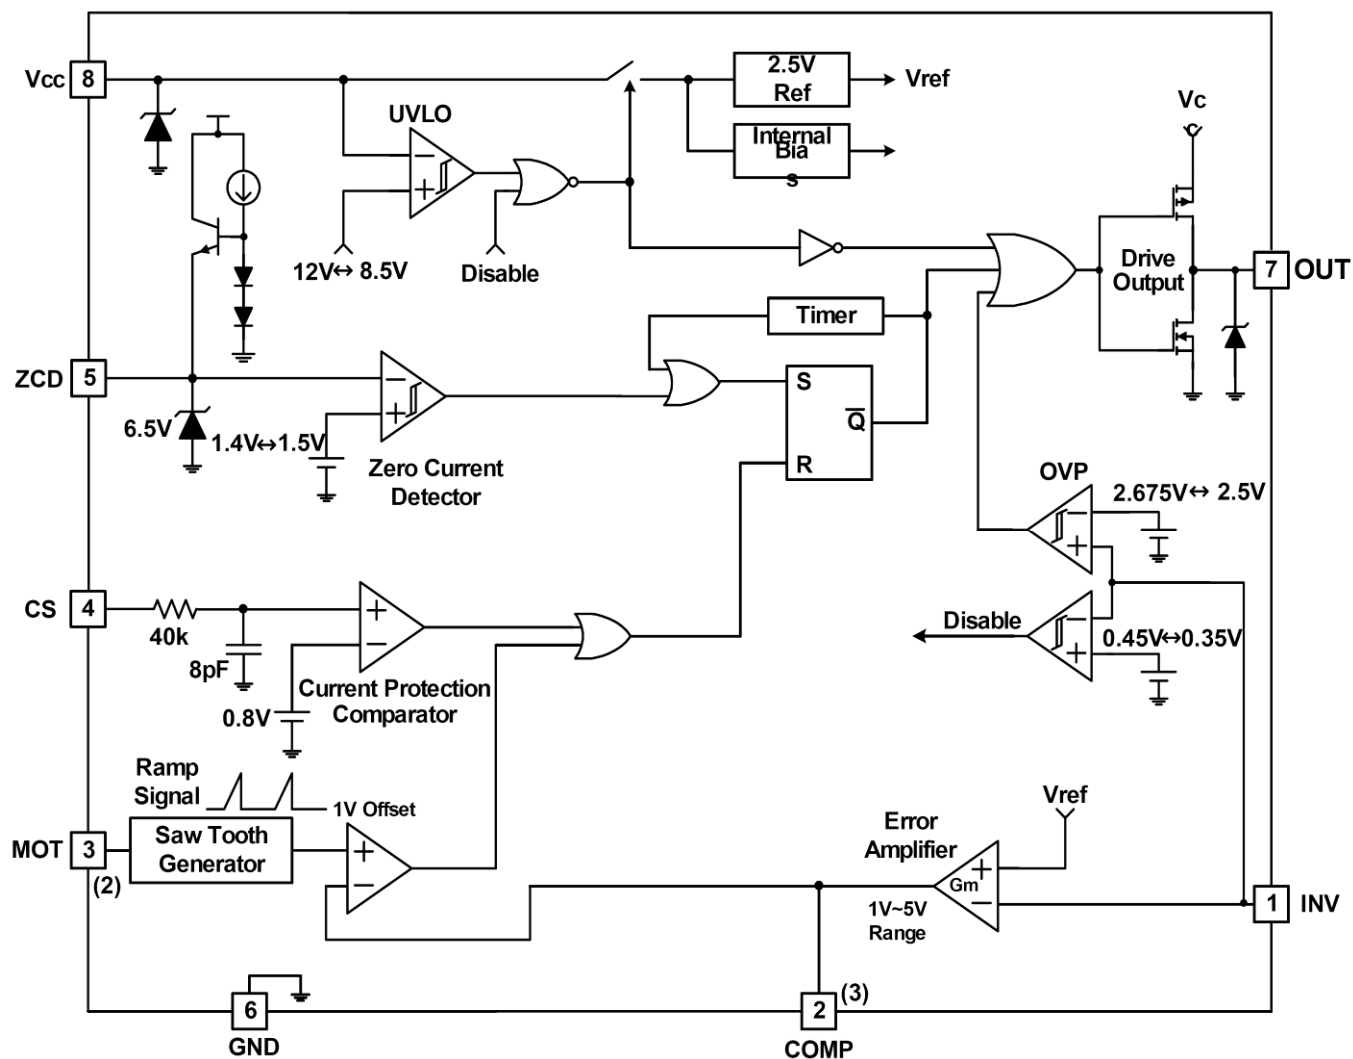 Vcc 8
2.5V
Ref
Vref
UVLO
Internal
Bia
s
Vc
c
12V↔ 8.5V
Disable
Drive
Output
7 OUT
Timer
ZCD 5
S
Q̅
R
6.5V
1.4V↔1.5V
Zero Current
Detector
OVP
2.675V↔ 2.5V
CS 4
40k
8pF
Disable
0.45V↔0.35V
Current Protection
Comparator
0.8V
Ramp
Signal
1V Offset
Vref
Error
Amplifier
MOT 3
(2)
Saw Tooth
Generator
Gm
1V~5V
Range
1 INV
6
GND
2 (3)
COMP